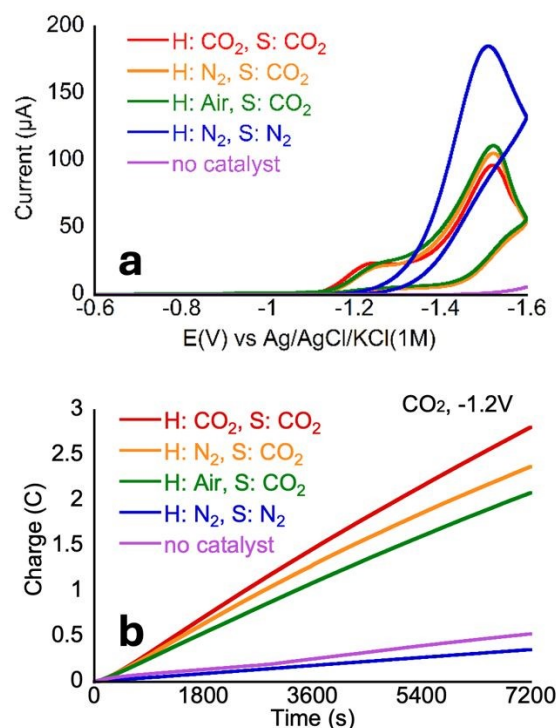 200
150
100
50
0
Current (μA)
H: CO₂, S: CO₂
H: N₂, S: CO₂
H: Air, S: CO₂
H: N₂, S: N₂
no catalyst
a
-0.6 -0.8 -1 -1.2 -1.4 -1.6
E(V) vs Ag/AgCl/KCl(1M)
3
2.5
2
1.5
1
0.5
0
Charge (C)
CO₂, -1.2V
H: CO₂, S: CO₂
H: N₂, S: CO₂
H: Air, S: CO₂
H: N₂, S: N₂
no catalyst
b
0 1800 3600 5400 7200
Time (s)